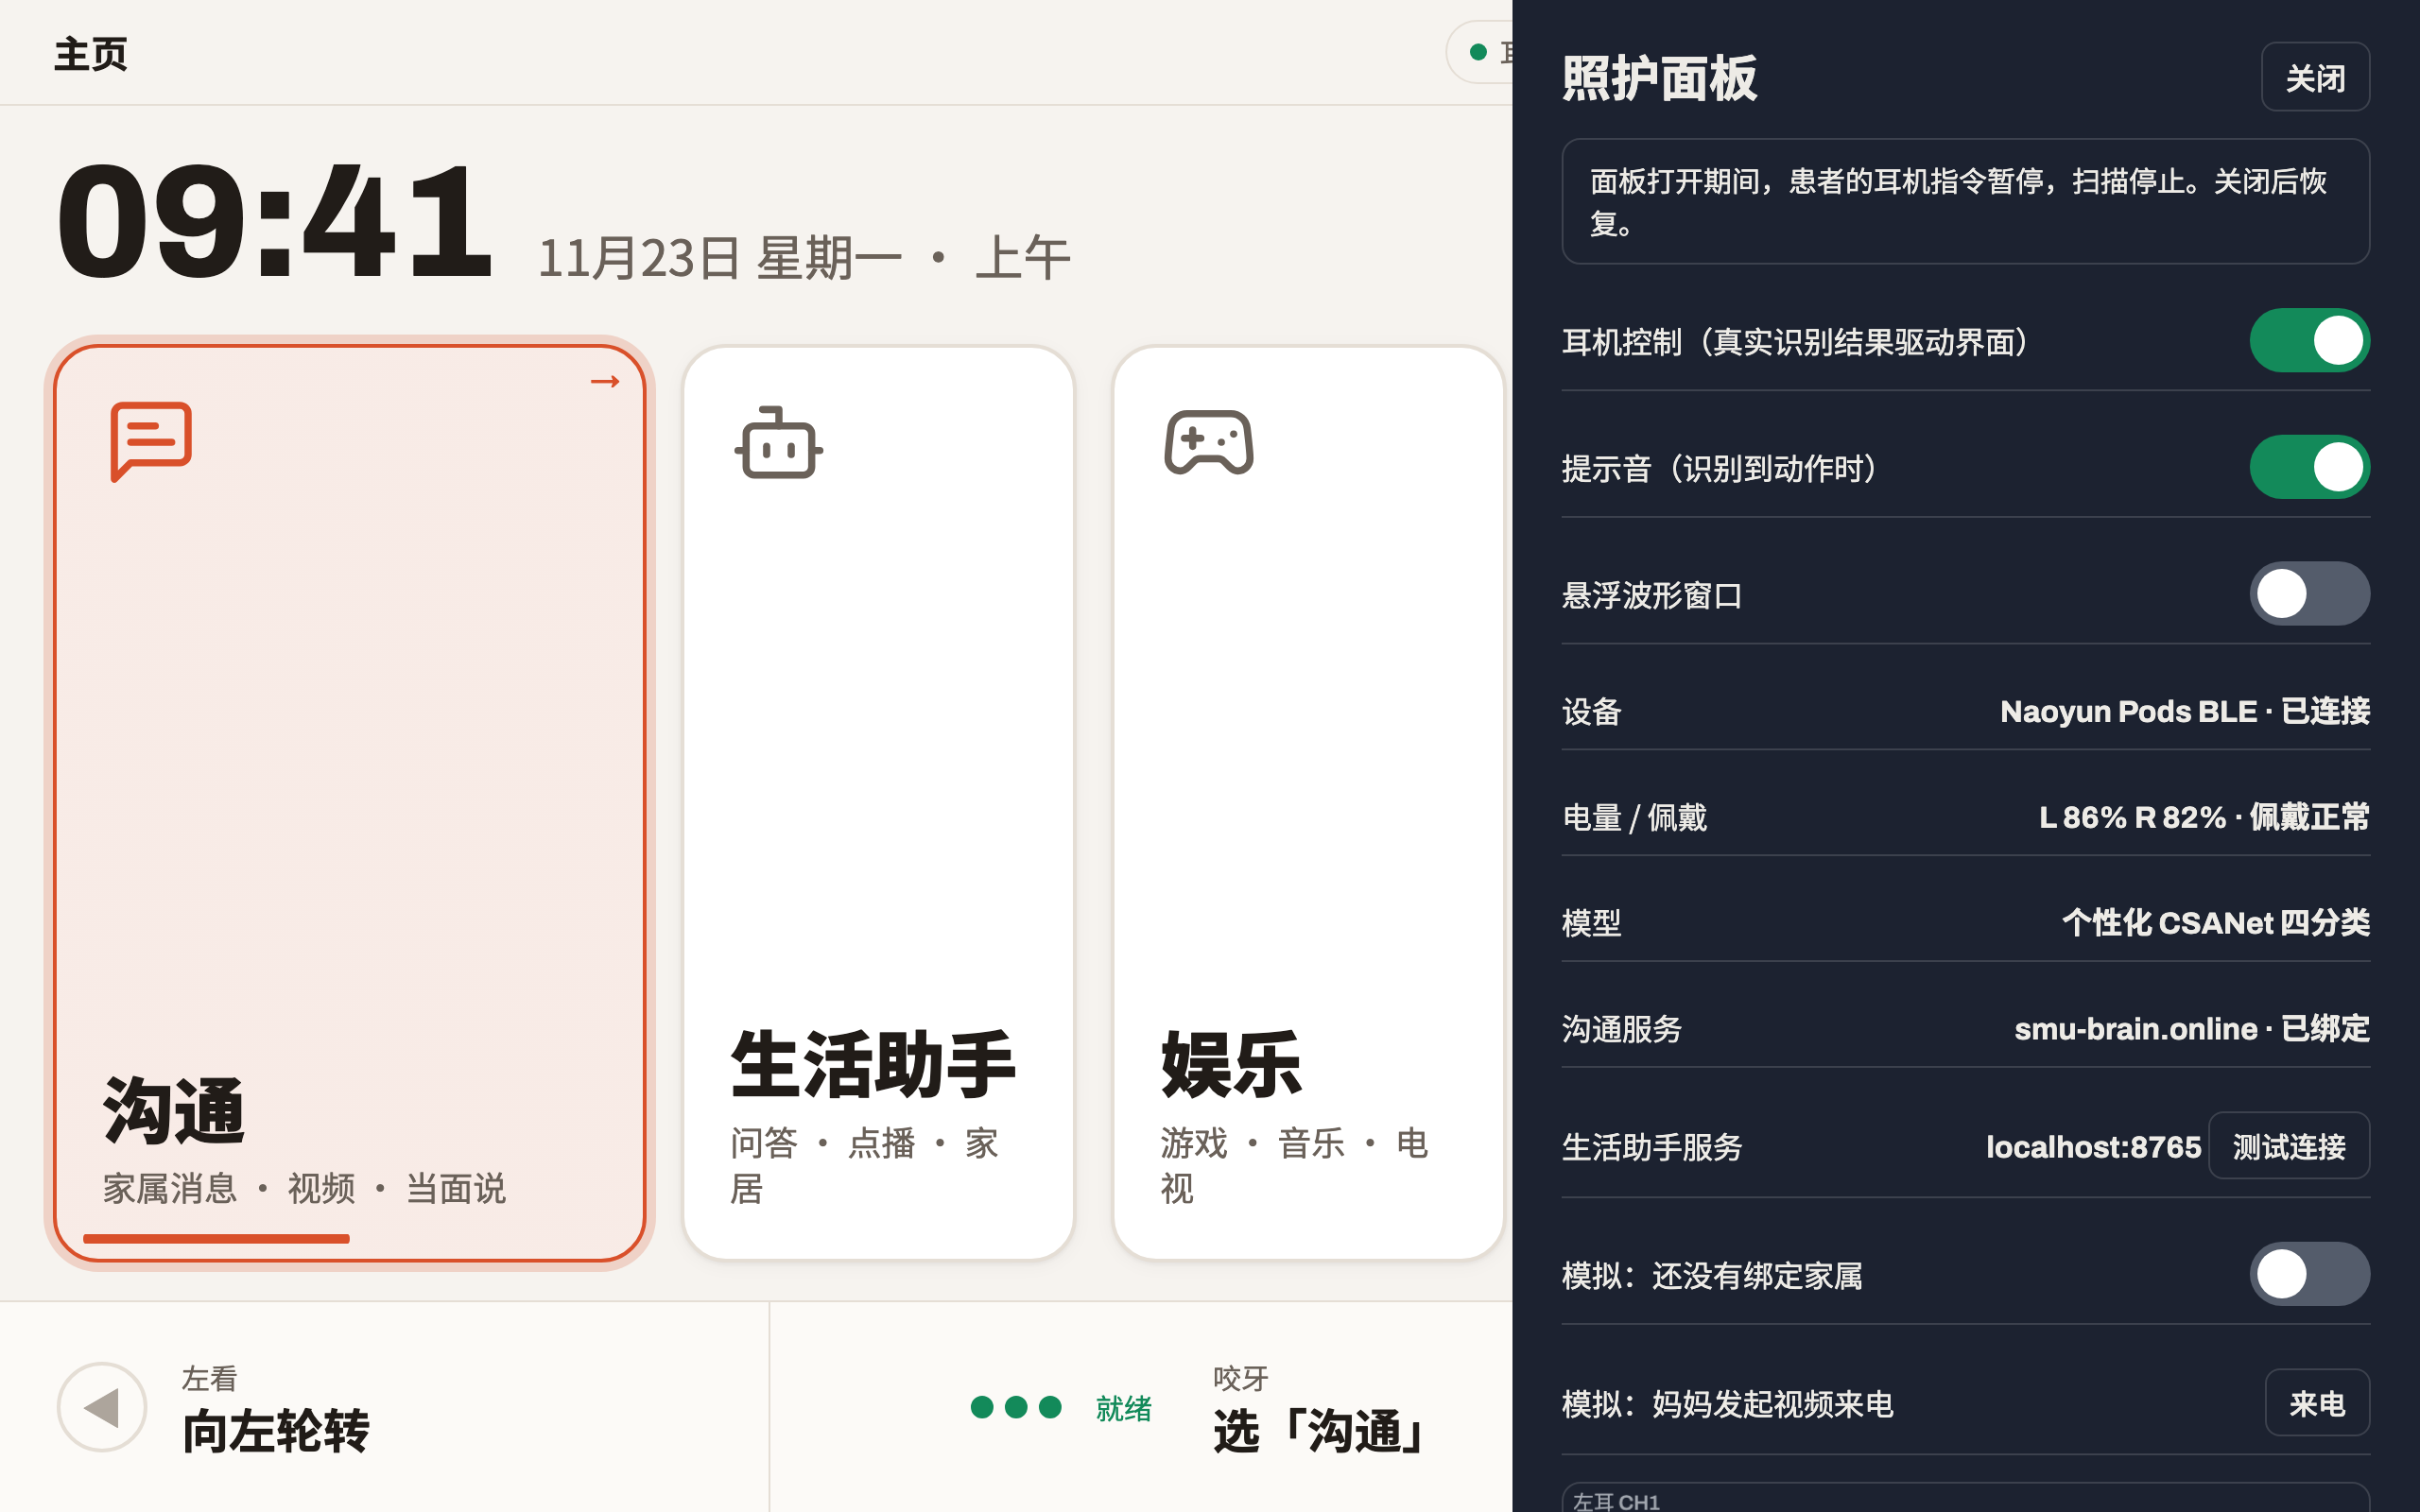 主页
09:41
11月23日 星期一 · 上午
→
沟通
家属消息 · 视频 · 当面说
生活助手
问答 · 点播 · 家
居
娱乐
游戏 · 音乐 · 电
视
左看
向左轮转
就绪
咬牙
选「沟通」
照护面板
关闭
面板打开期间，患者的耳机指令暂停，扫描停止。关闭后恢
复。
耳机控制（真实识别结果驱动界面）
提示音（识别到动作时）
悬浮波形窗口
设备 Naoyun Pods BLE · 已连接
电量 / 佩戴 L 86% R 82% · 佩戴正常
模型 个性化 CSANet 四分类
沟通服务 smu-brain.online · 已绑定
生活助手服务 localhost:8765 测试连接
模拟：还没有绑定家属
模拟：妈妈发起视频来电 来电
左耳 CH1